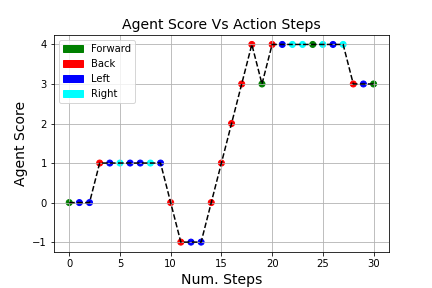 Agent Score Vs Action Steps
Forward
Back
Left
Right
4
3
2
1
0
−1
Agent Score
0 5 10 15 20 25 30
Num. Steps